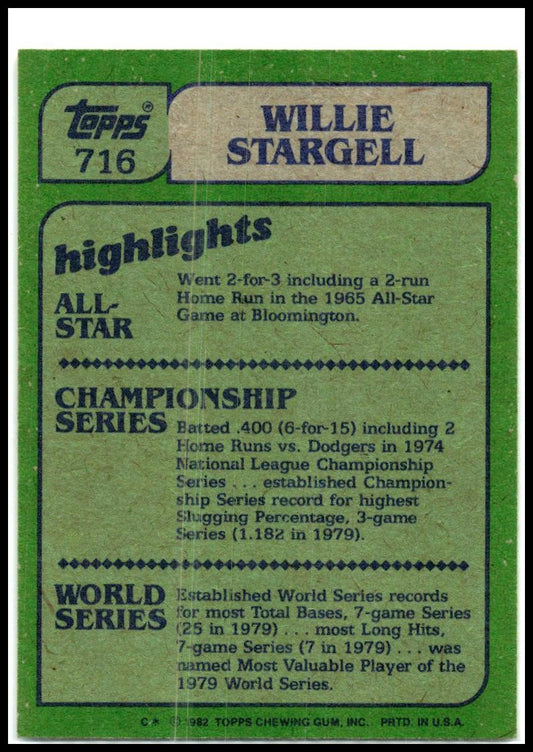 Topps®
716
WILLIE
STARGELL
highlights
ALL-
STAR
Went 2-for-3 including a 2-run
Home Run in the 1965 All-Star
Game at Bloomington.
CHAMPIONSHIP
SERIES
Batted .400 (6-for-15) including 2
Home Runs vs. Dodgers in 1974
National League Championship
Series . . . established Champion-
ship Series record for highest
Slugging Percentage, 3-game
Series (1.182 in 1979).
WORLD
SERIES
Established World Series records
for most Total Bases, 7-game Series
(25 in 1979) . . . most Long Hits,
7-game Series (7 in 1979) . . . was
named Most Valuable Player of the
1979 World Series.
C* © 1982 TOPPS CHEWING GUM, INC. PRTD. IN U.S.A.